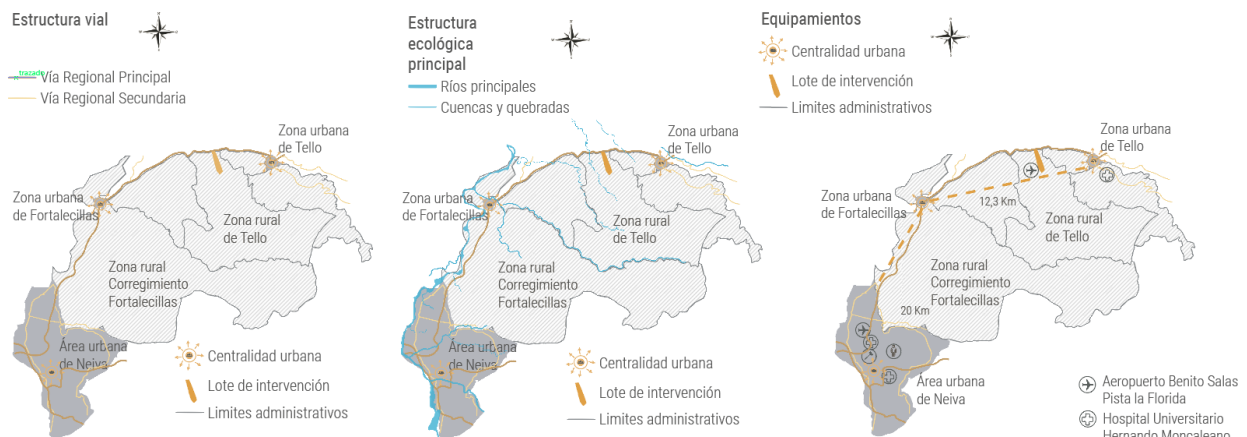 Estructura vial
trazado
Vía Regional Principal
Vía Regional Secundaria
Zona urbana
de Tello
Zona urbana
de Fortalecillas
Zona rural
de Tello
Zona rural
Corregimiento
Fortalecillas
Área urbana
de Neiva
Centralidad urbana
Lote de intervención
Limites administrativos
Estructura
ecológica
principal
Ríos principales
Cuencas y quebradas
Zona urbana
de Tello
Zona urbana
de Fortalecillas
Zona rural
de Tello
Zona rural
Corregimiento
Fortalecillas
Área urbana
de Neiva
Centralidad urbana
Lote de intervención
Limites administrativos
Equipamientos
Centralidad urbana
Lote de intervención
Limites administrativos
Zona urbana
de Tello
Zona urbana
de Fortalecillas
12,3 Km
Zona rural
de Tello
Zona rural
Corregimiento
Fortalecillas
20 Km
Área urbana
de Neiva
Aeropuerto Benito Salas
Pista la Florida
Hospital Universitario
Hernando Moncaleano